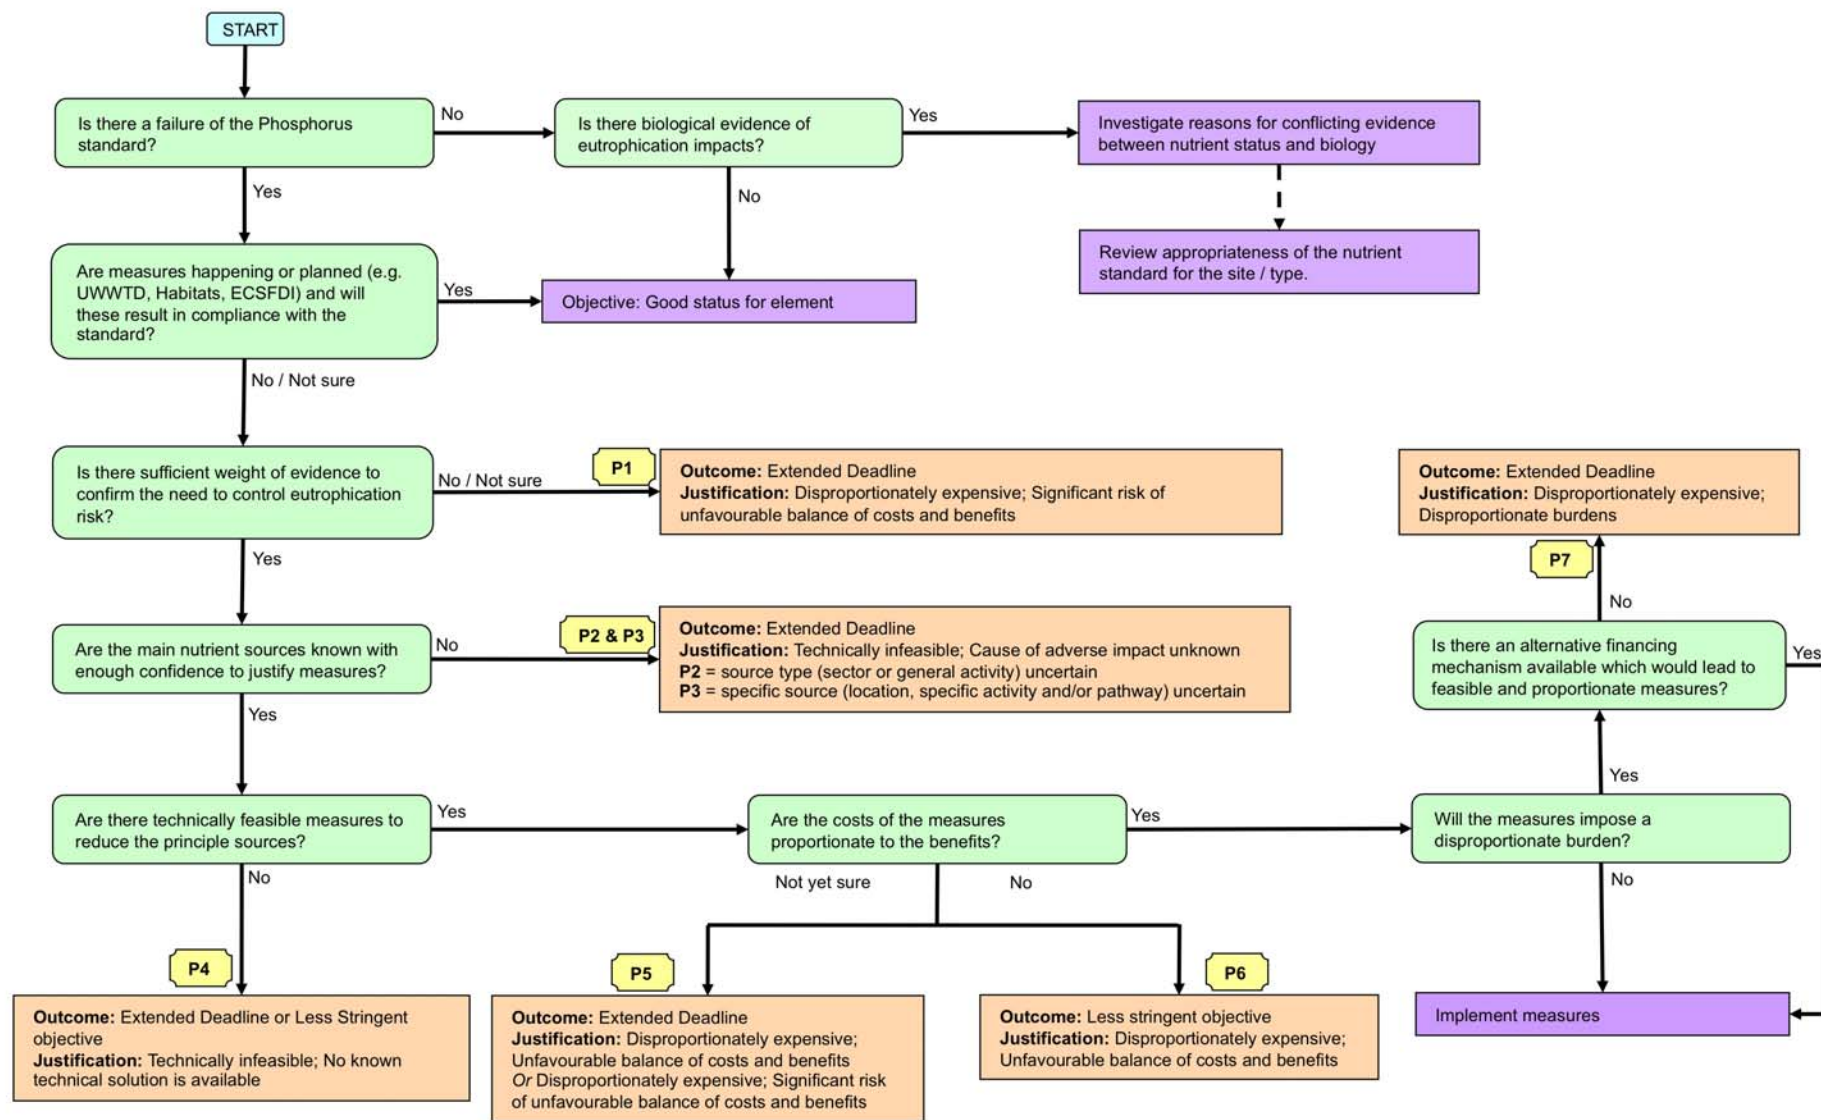 START
Is there a failure of the Phosphorus
standard?
No
Is there biological evidence of
eutrophication impacts?
Yes
Investigate reasons for conflicting evidence
between nutrient status and biology
Yes
No
Review appropriateness of the nutrient
standard for the site / type.
Are measures happening or planned (e.g.
UWWTD, Habitats, ECSFDI) and will
these result in compliance with the
standard?
Yes
Objective: Good status for element
No / Not sure
Is there sufficient weight of evidence to
confirm the need to control eutrophication
risk?
No / Not sure
P1
Outcome: Extended Deadline
Justification: Disproportionately expensive; Significant risk of
unfavourable balance of costs and benefits
Outcome: Extended Deadline
Justification: Disproportionately expensive;
Disproportionate burdens
P7
No
Yes
Are the main nutrient sources known with
enough confidence to justify measures?
No
P2 & P3
Outcome: Extended Deadline
Justification: Technically infeasible; Cause of adverse impact unknown
P2 = source type (sector or general activity) uncertain
P3 = specific source (location, specific activity and/or pathway) uncertain
Is there an alternative financing
mechanism available which would lead to
feasible and proportionate measures?
Yes
Yes
Yes
Are there technically feasible measures to
reduce the principle sources?
Yes
Are the costs of the measures
proportionate to the benefits?
Yes
Will the measures impose a
disproportionate burden?
No
Not yet sure
No
No
P4
P5
P6
Outcome: Extended Deadline or Less Stringent
objective
Justification: Technically infeasible; No known
technical solution is available
Outcome: Extended Deadline
Justification: Disproportionately expensive;
Unfavourable balance of costs and benefits
Or Disproportionately expensive; Significant risk
of unfavourable balance of costs and benefits
Outcome: Less stringent objective
Justification: Disproportionately expensive;
Unfavourable balance of costs and benefits
Implement measures